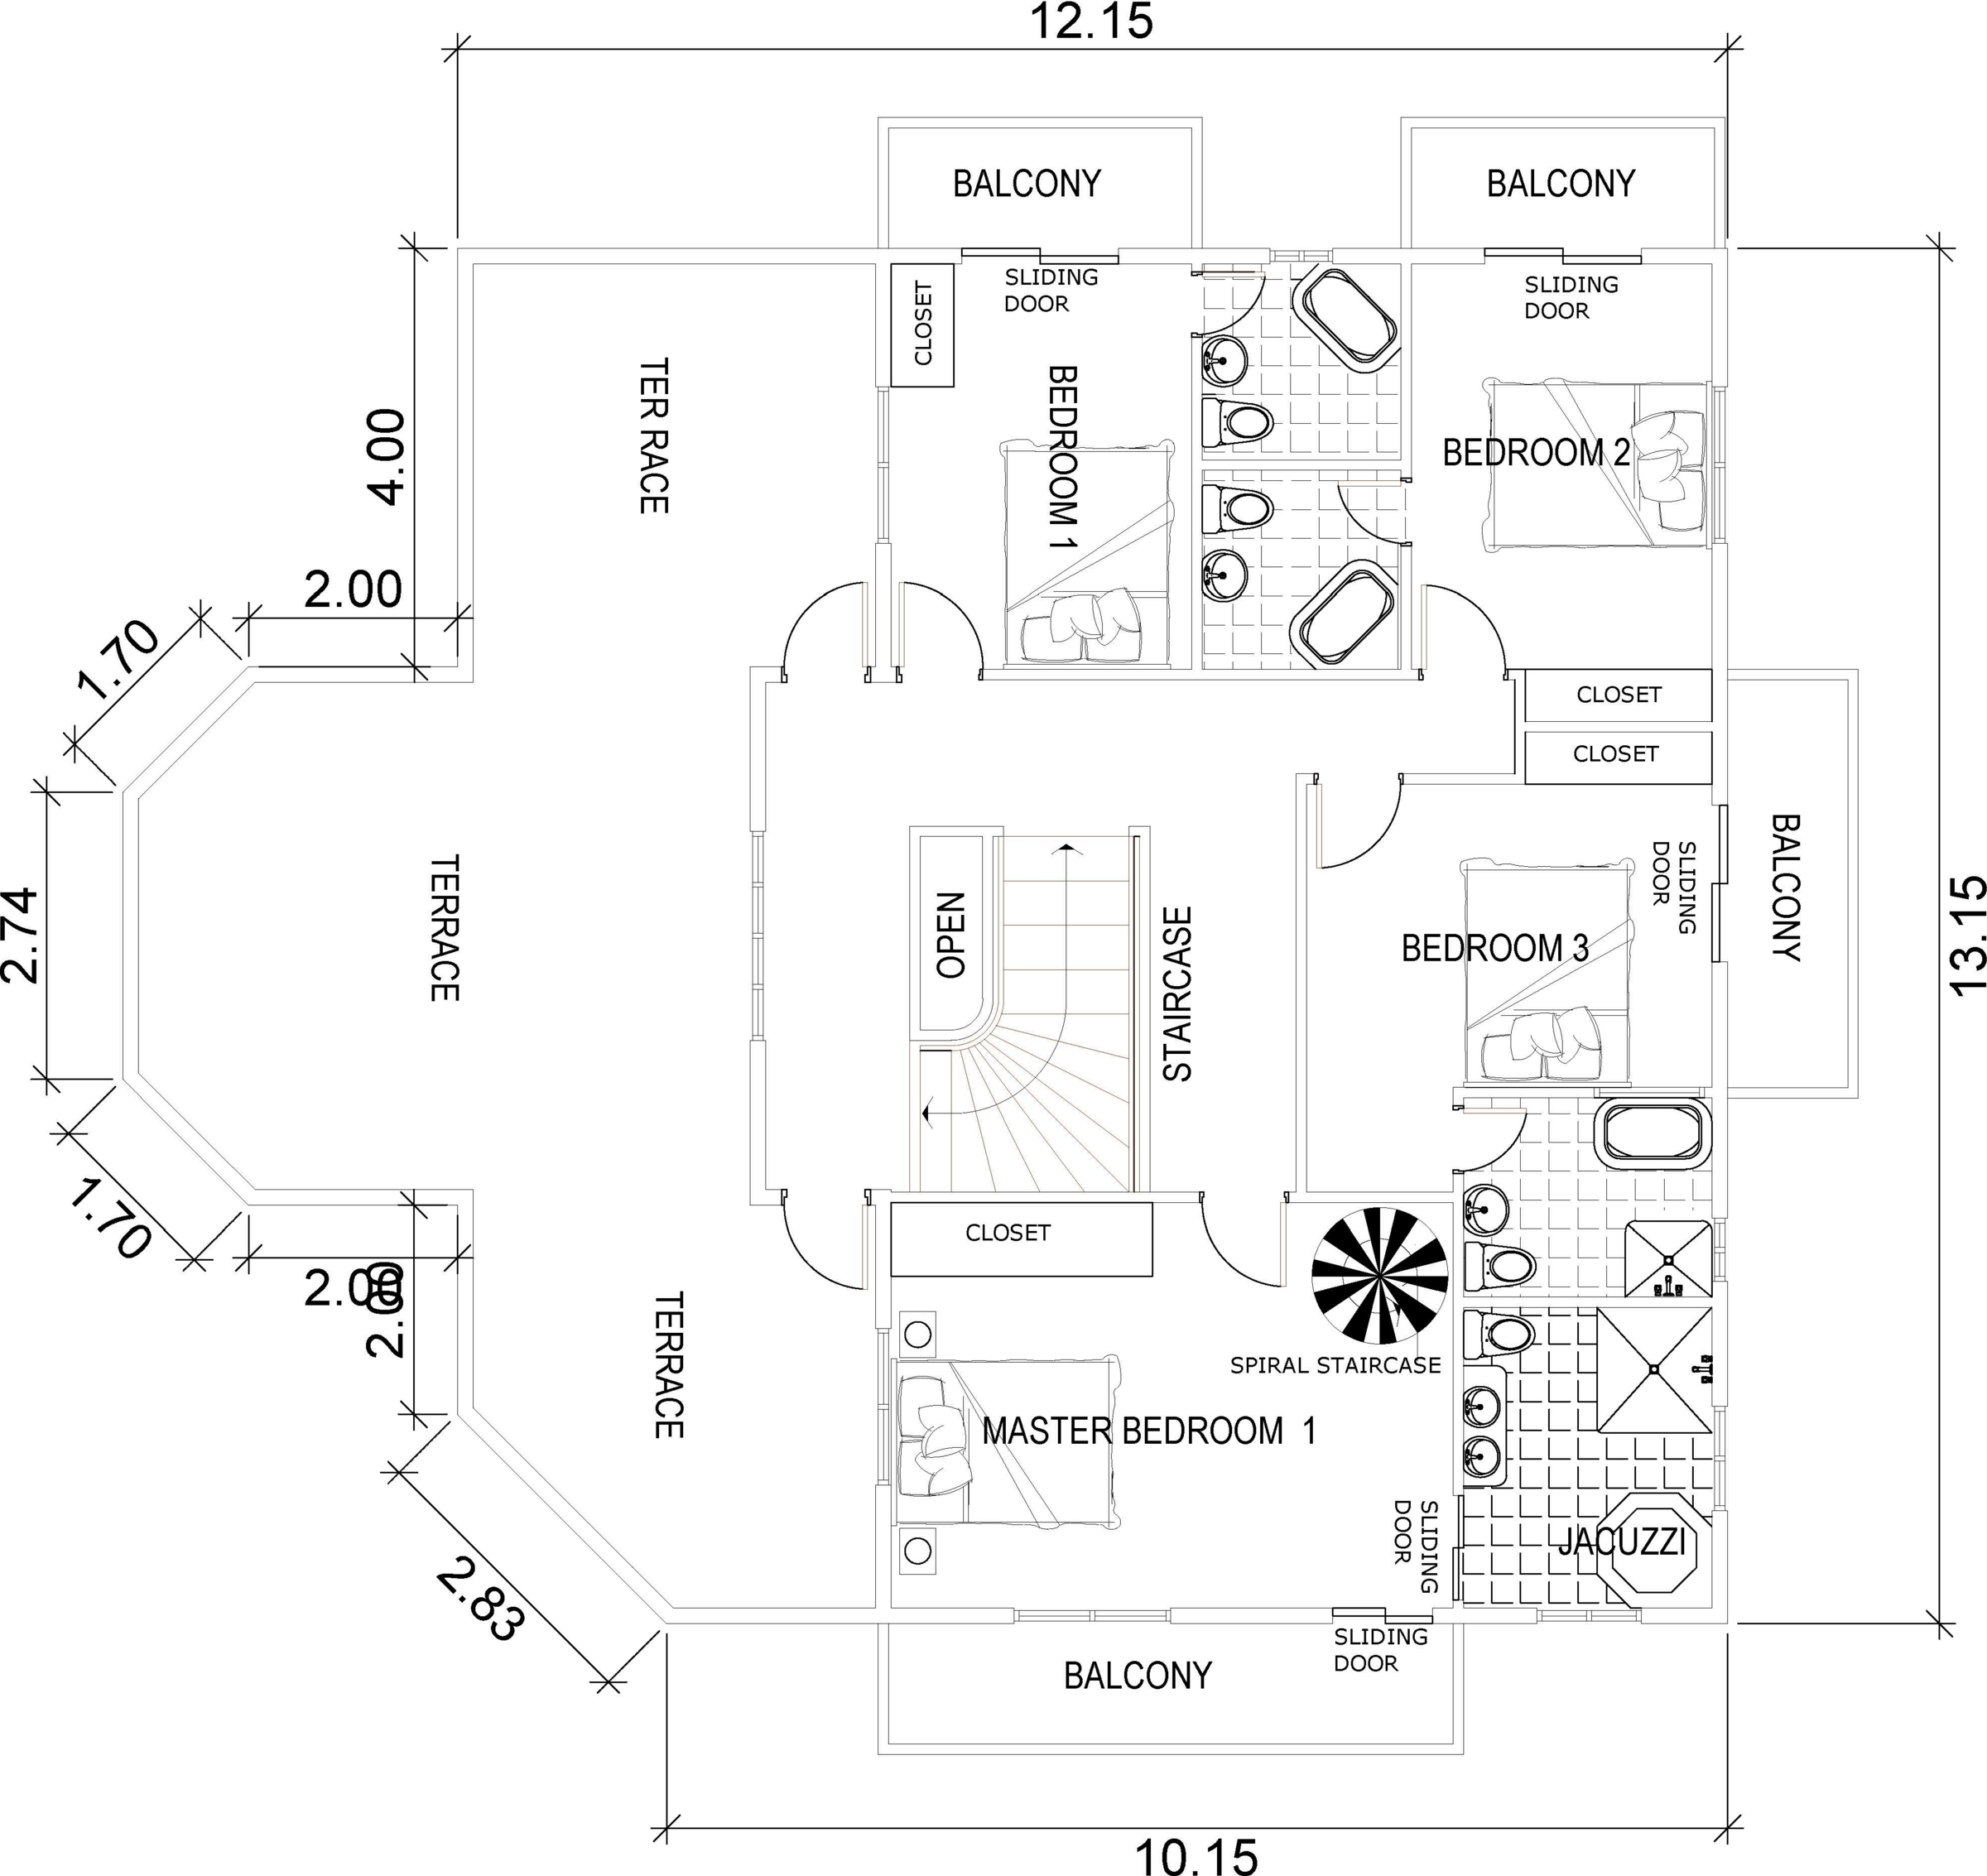 12.15
BALCONY
BALCONY
SLIDING
DOOR
SLIDING
DOOR
CLOSET
TER RACE
BEDROOM 1
BEDROOM 2
4.00
2.00
1.70
CLOSET
CLOSET
BALCONY
SLIDING
DOOR
TERRACE
OPEN
STAIRCASE
BEDROOM 3
2.74
13.15
1.70
2.00
2.00
CLOSET
TERRACE
SPIRAL STAIRCASE
MASTER BEDROOM 1
SLIDING
DOOR
JACUZZI
2.83
SLIDING
DOOR
BALCONY
10.15